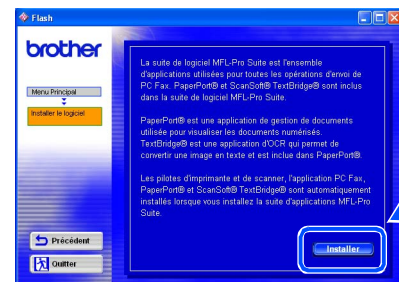 Flash
brother
Menu Principal
Installer le logiciel
La suite de logiciel MFL-Pro Suite est l'ensemble
d'applications utilisées pour toutes les opérations d'envoi de
PC Fax. PaperPort® et ScanSoft® TextBridge® sont inclus
dans la suite de logiciel MFL-Pro Suite.
PaperPort® est une application de gestion de documents
utilisée pour visualiser les documents numérisés.
TextBridge® est une application d'OCR qui permet de
convertir une image en texte et est incluse dans PaperPort®.
Les pilotes d'imprimante et de scanner, l'application PC Fax,
PaperPort® et ScanSoft® TextBridge® sont automatiquement
installés lorsque vous installez la suite d'applications MFL-Pro
Suite.
Précédent
Quitter
Installer